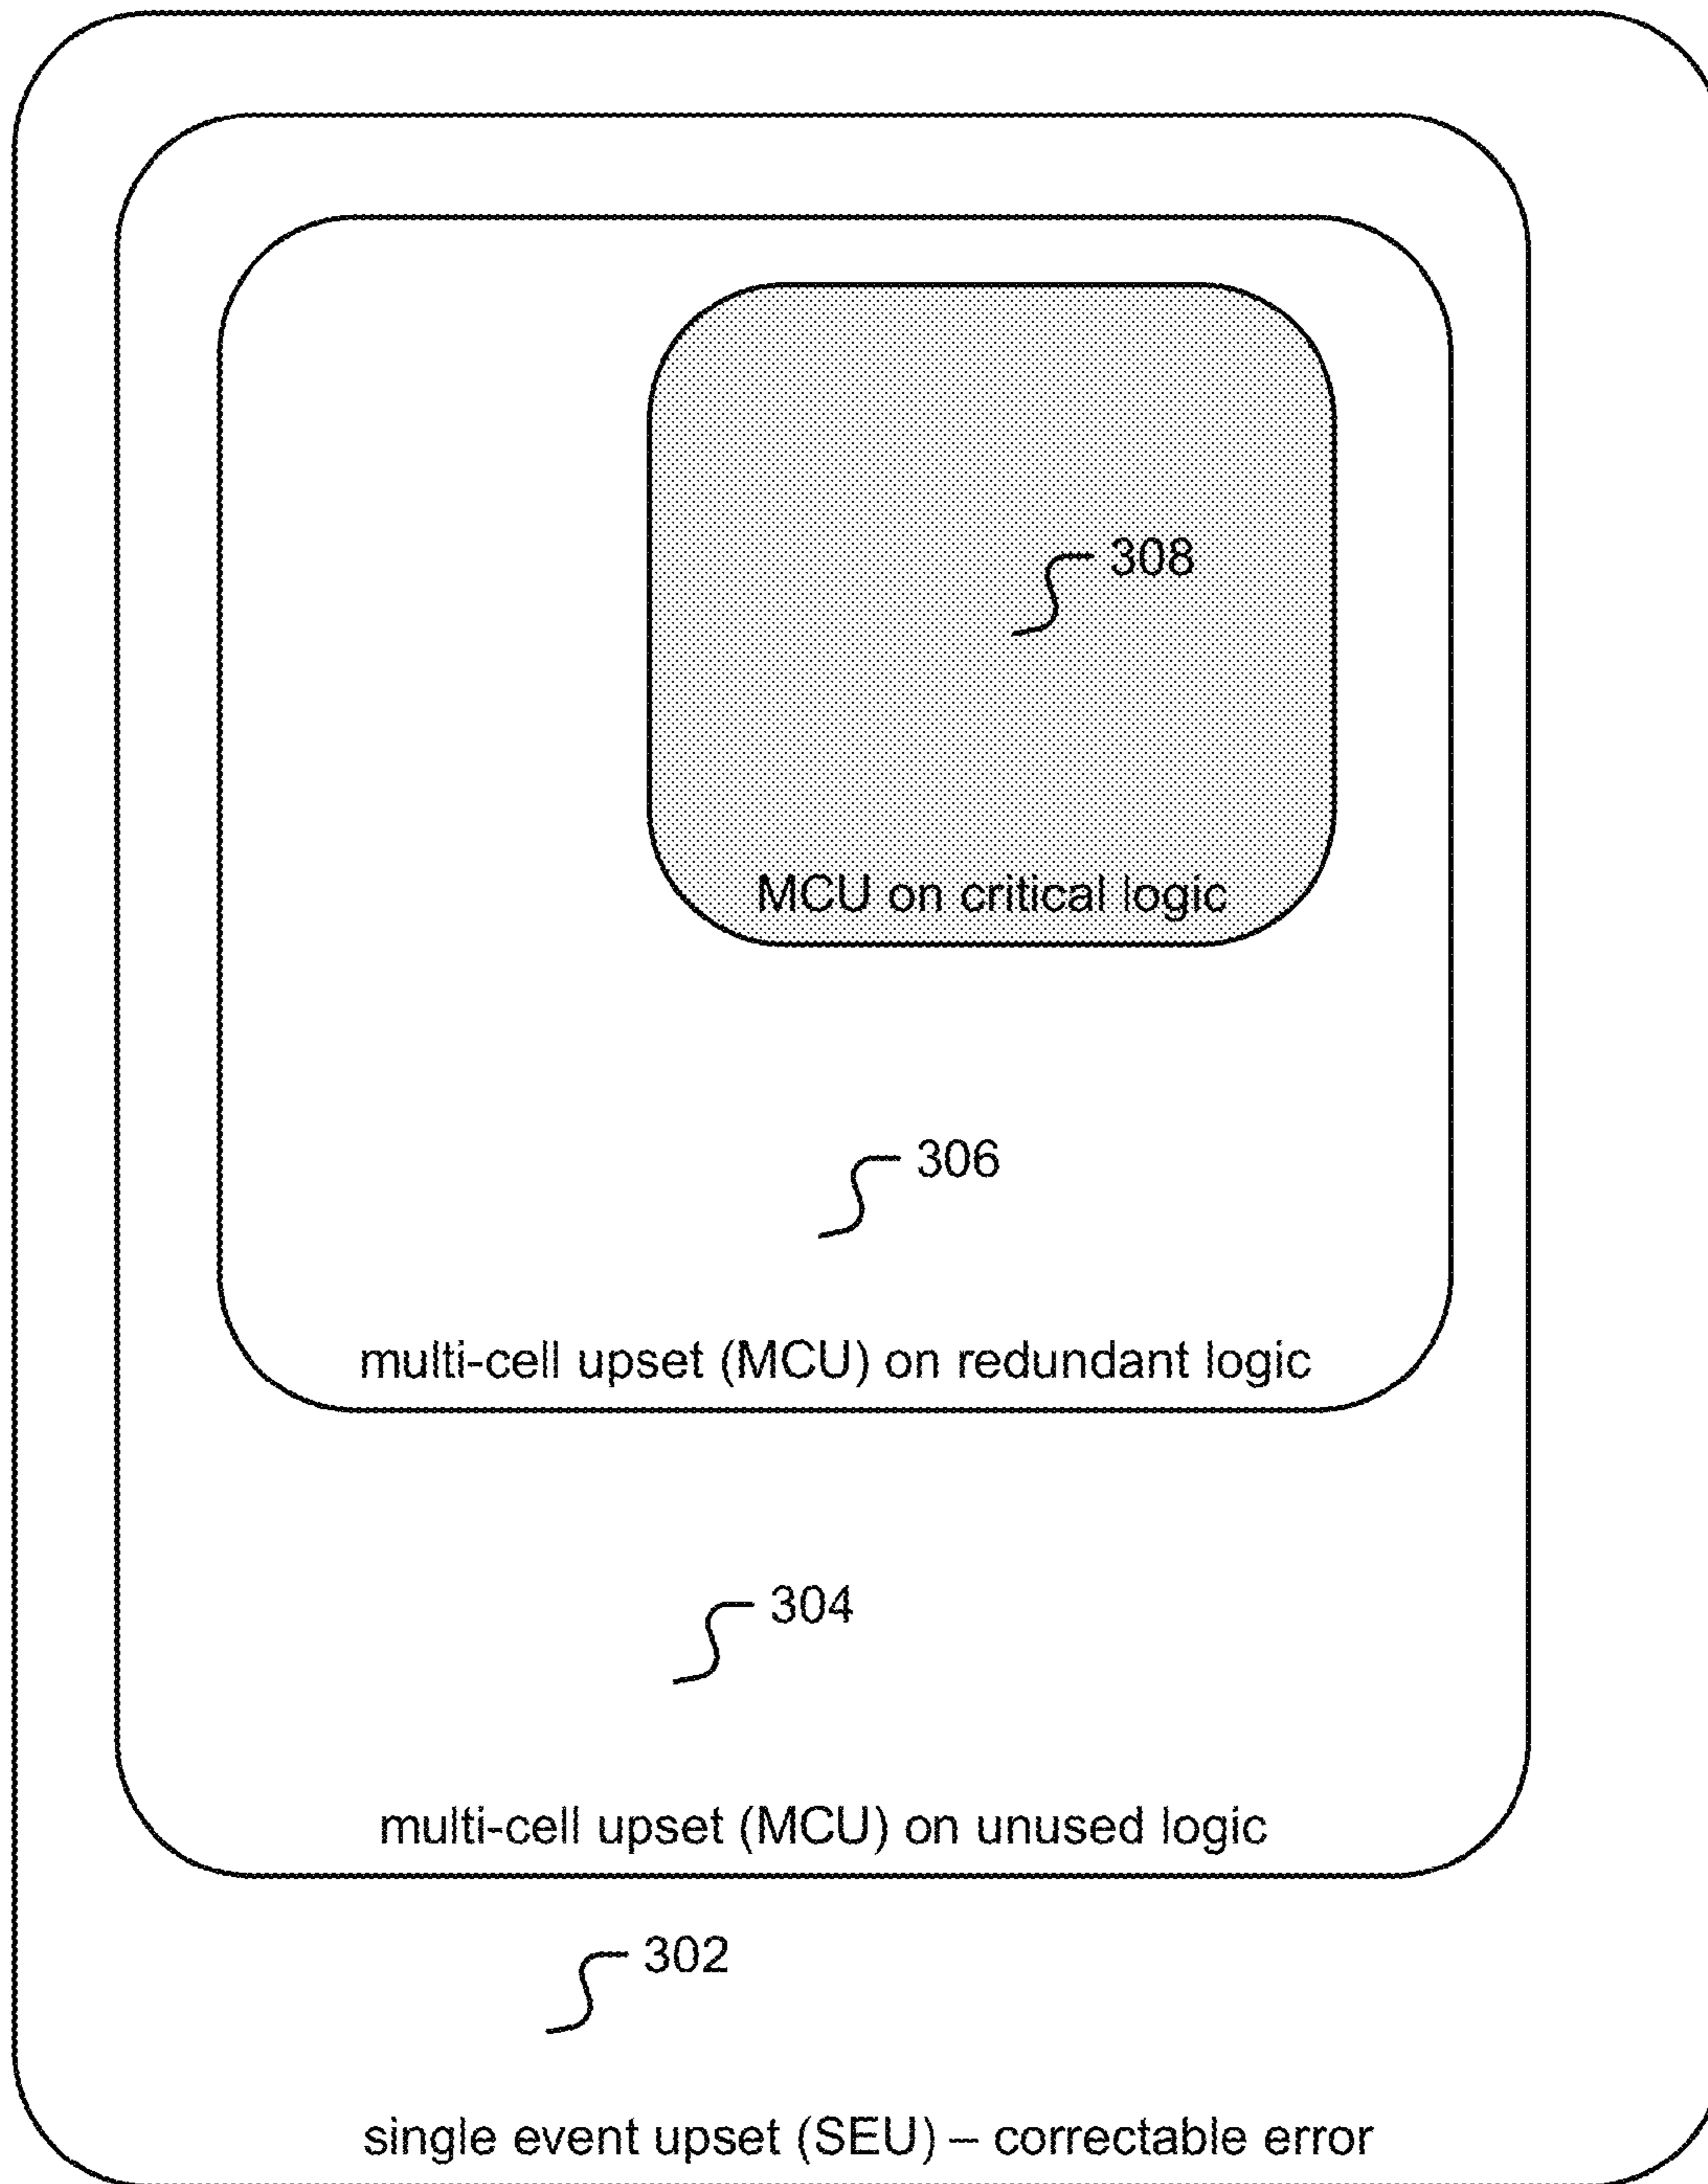 308
MCU on critical logic
306
multi-cell upset (MCU) on redundant logic
304
multi-cell upset (MCU) on unused logic
302
single event upset (SEU) – correctable error